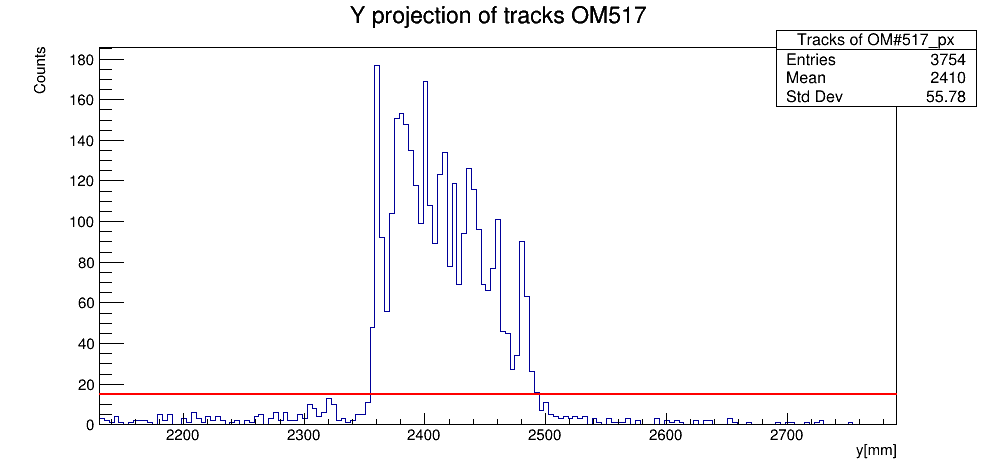 Y projection of tracks OM517
Tracks of OM#517_px
Entries 3754
Mean 2410
Std Dev 55.78
Counts
180
160
140
120
100
80
60
40
20
0
2200 2300 2400 2500 2600 2700
y[mm]